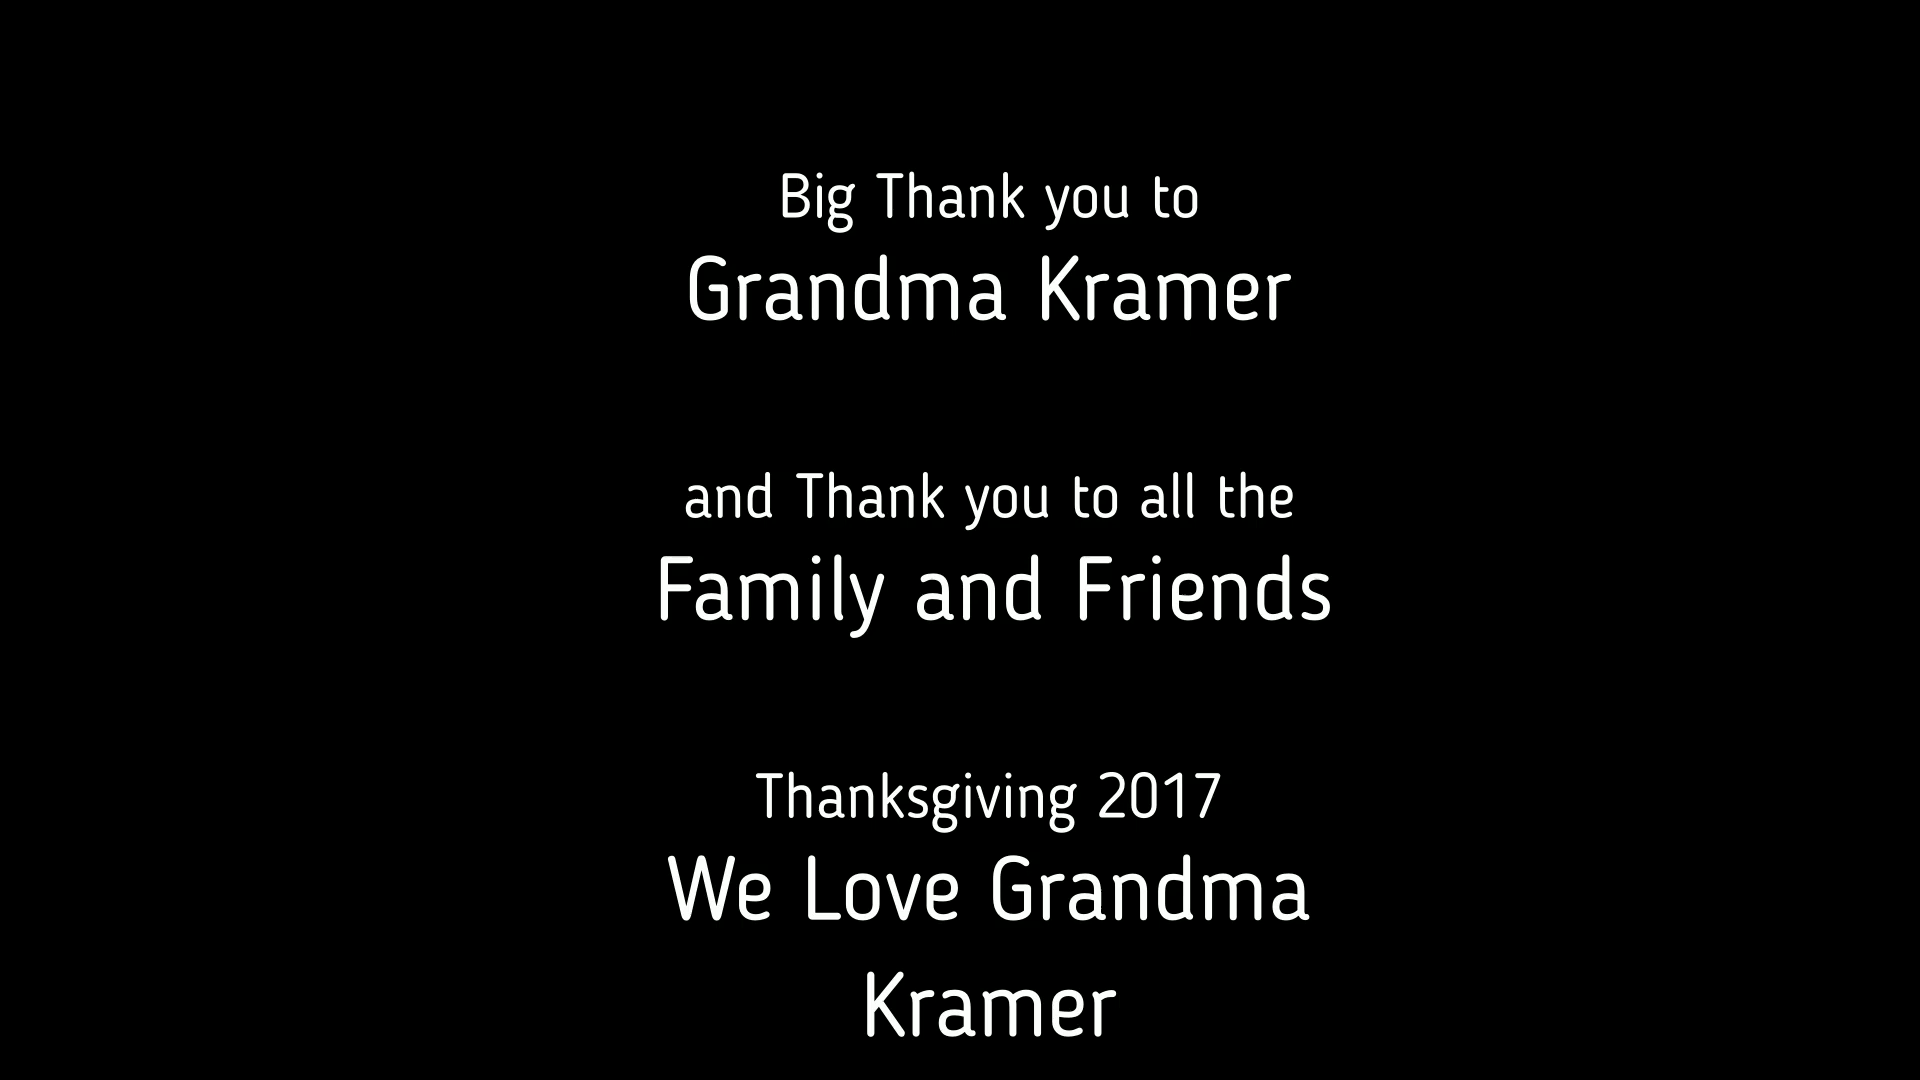 Big Thank you to
Grandma Kramer
and Thank you to all the
Family and Friends
Thanksgiving 2017
We Love Grandma
Kramer